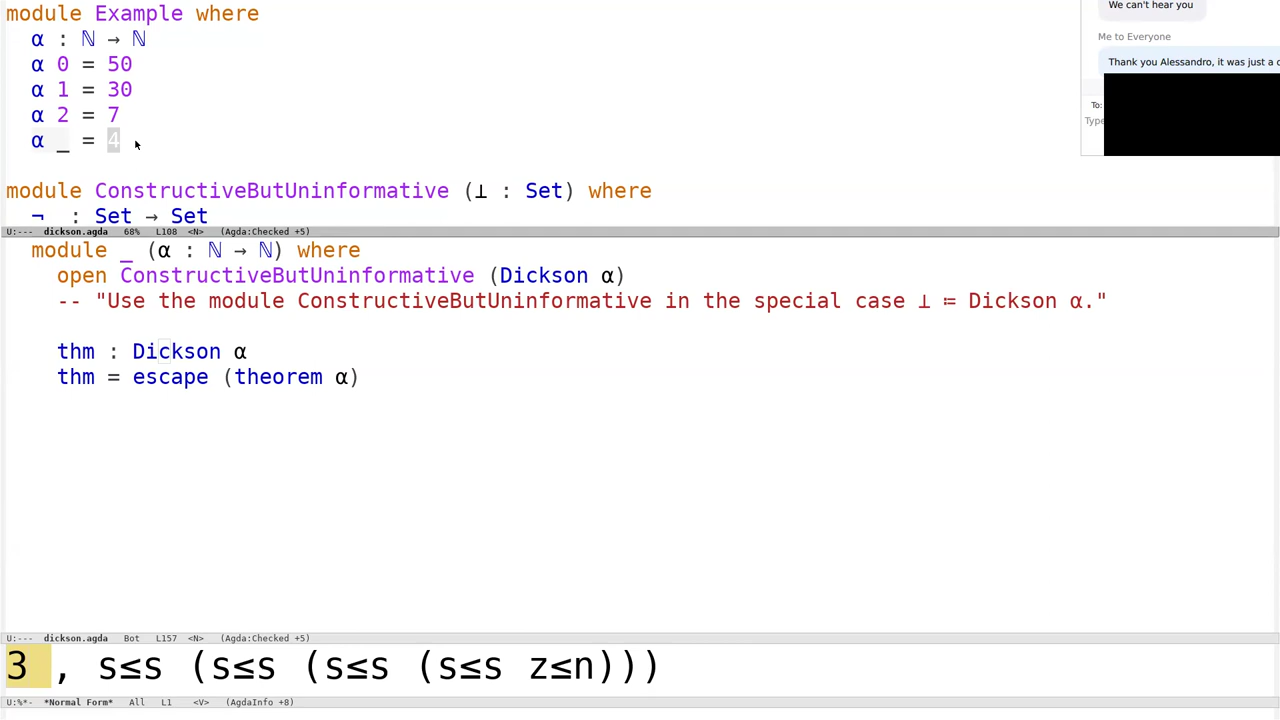 module Example where
α : ℕ → ℕ
α 0 = 50
α 1 = 30
α 2 = 7
α _ = 4
module ConstructiveButUninformative (⊥ : Set) where
¬_ : Set → Set
U:--- dickson.agda 68% L108 <N> (Agda:Checked +5)
module _ (α : ℕ → ℕ) where
open ConstructiveButUninformative (Dickson α)
-- "Use the module ConstructiveButUninformative in the special case ⊥ ≔ Dickson α."
thm : Dickson α
thm = escape (theorem α)
U:--- dickson.agda Bot L157 <N> (Agda:Checked +5)
3 , s≤s (s≤s (s≤s (s≤s z≤n)))
U:%*- *Normal Form* All L1 <V> (AgdaInfo +8)
We can't hear you
Me to Everyone
Thank you Alessandro, it was just a
To:
Type